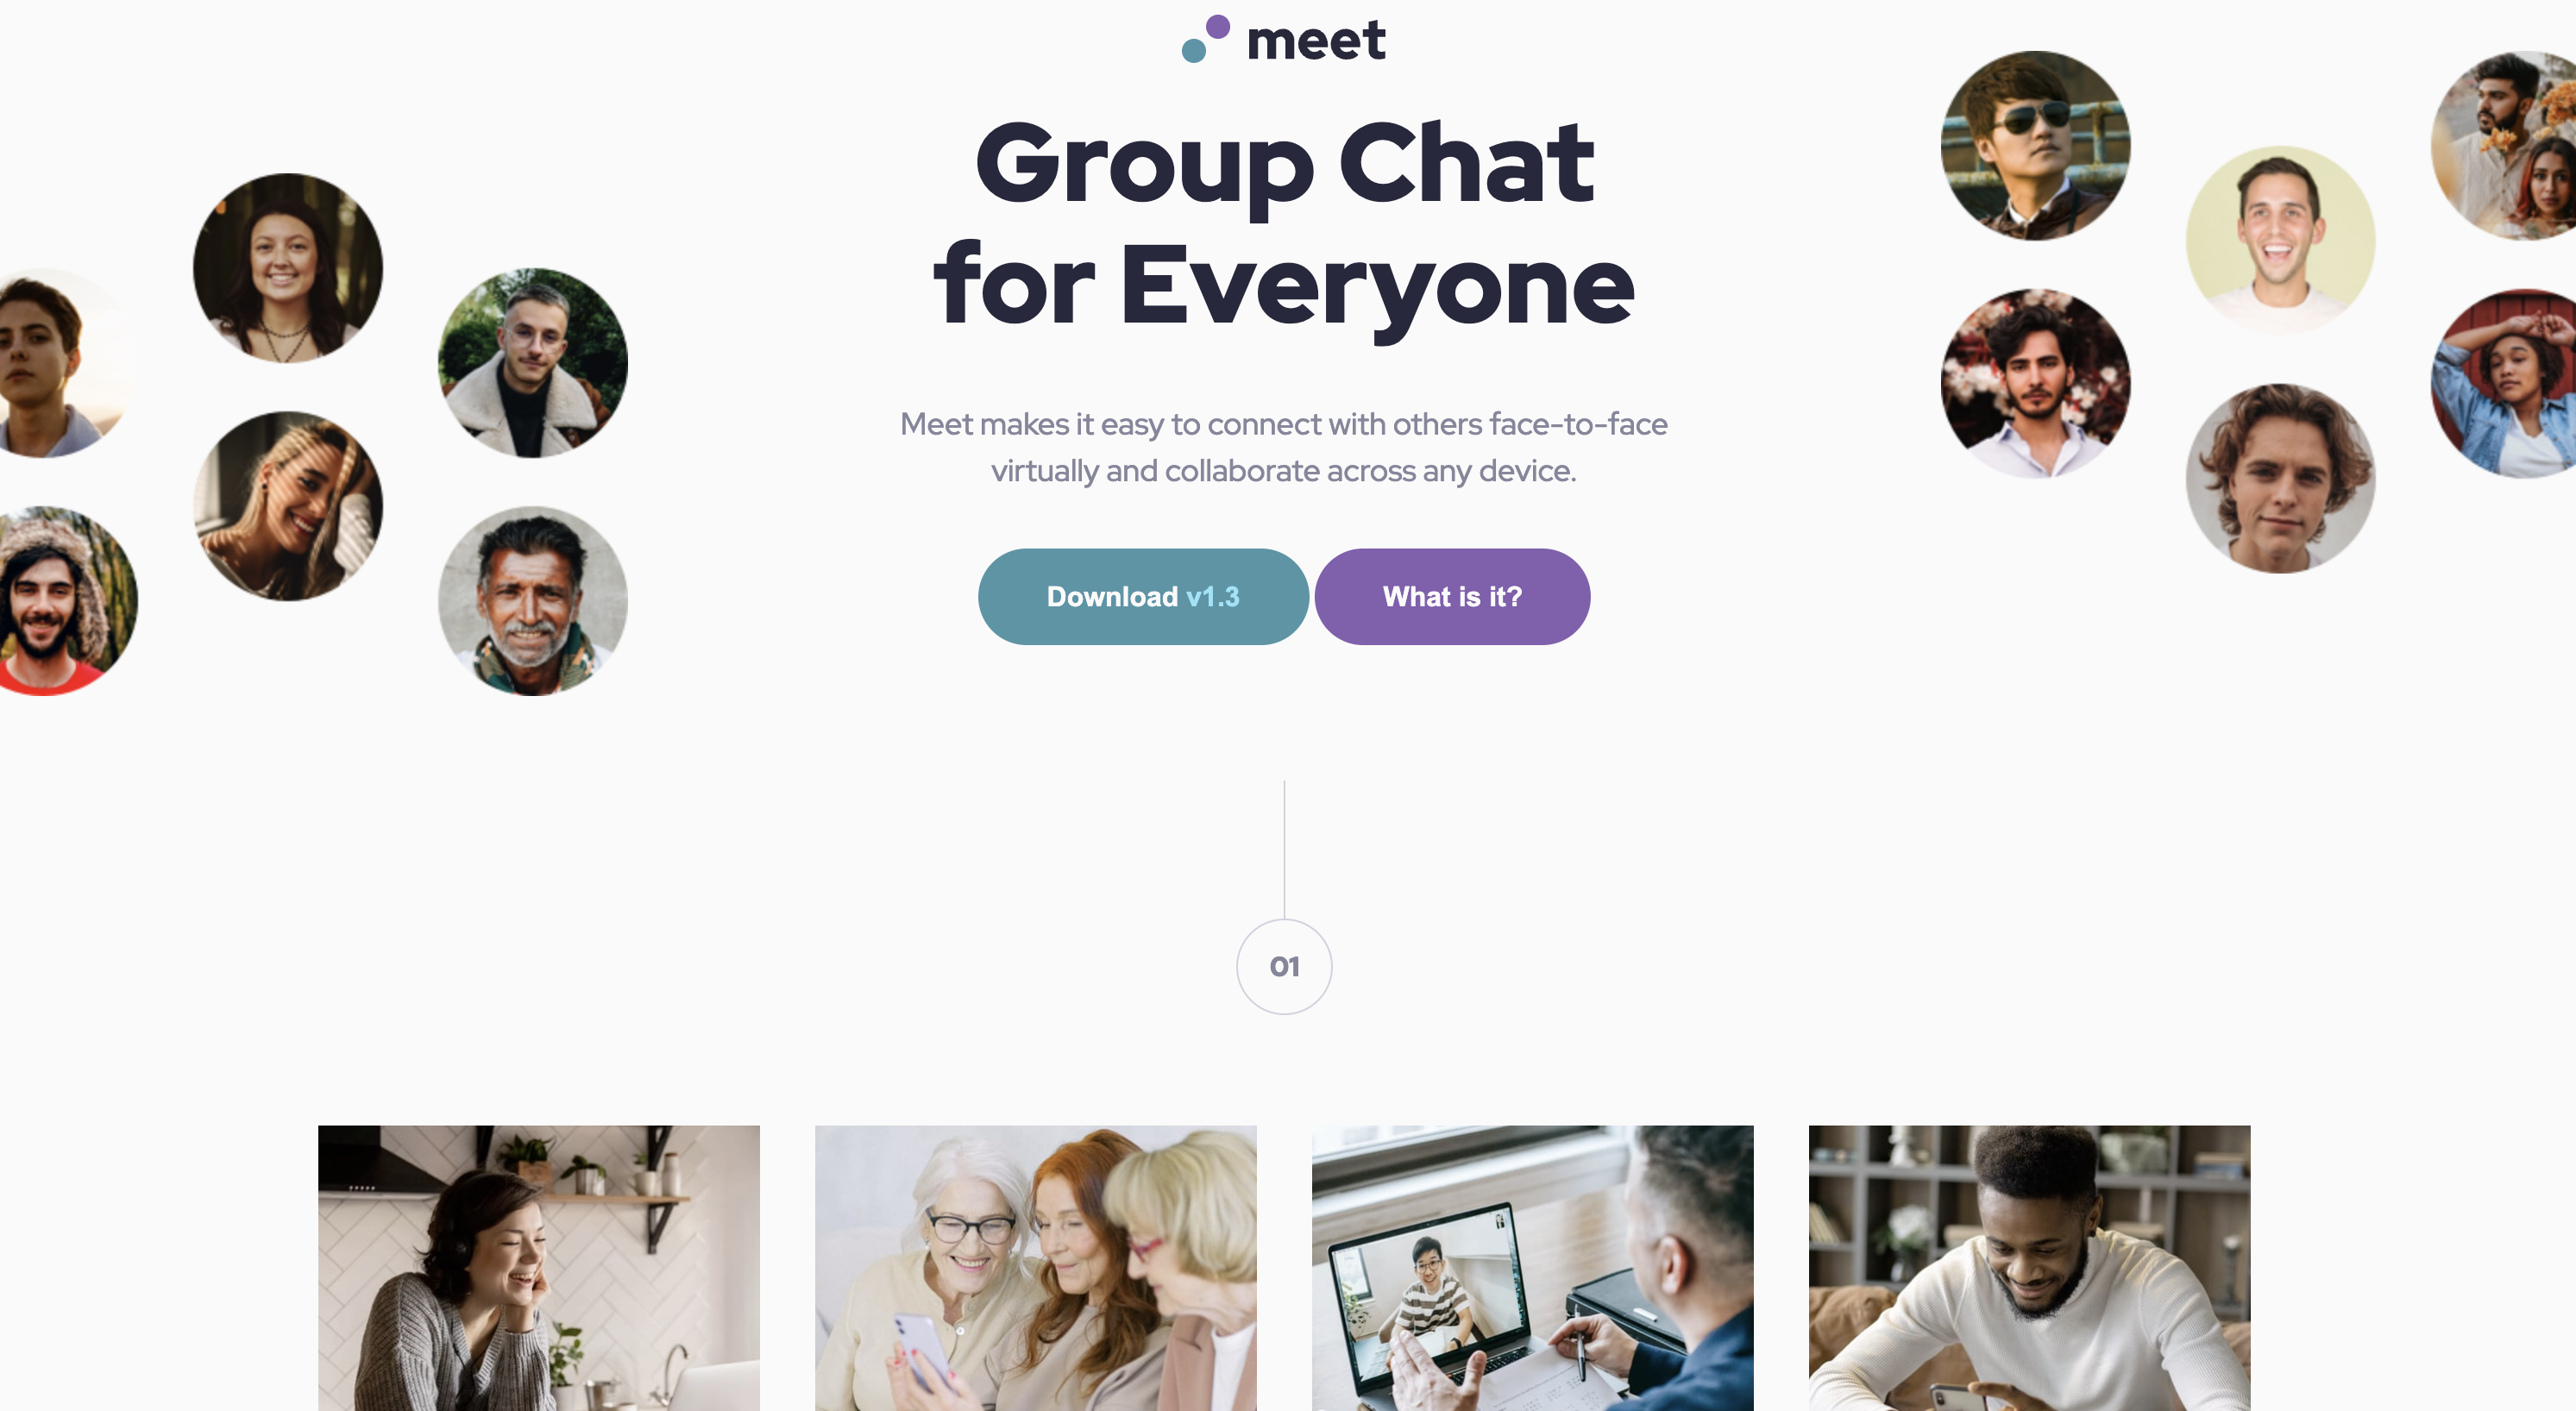 meet
Group Chat
for Everyone
Meet makes it easy to connect with others face-to-face
virtually and collaborate across any device.
Download v1.3
What is it?
01